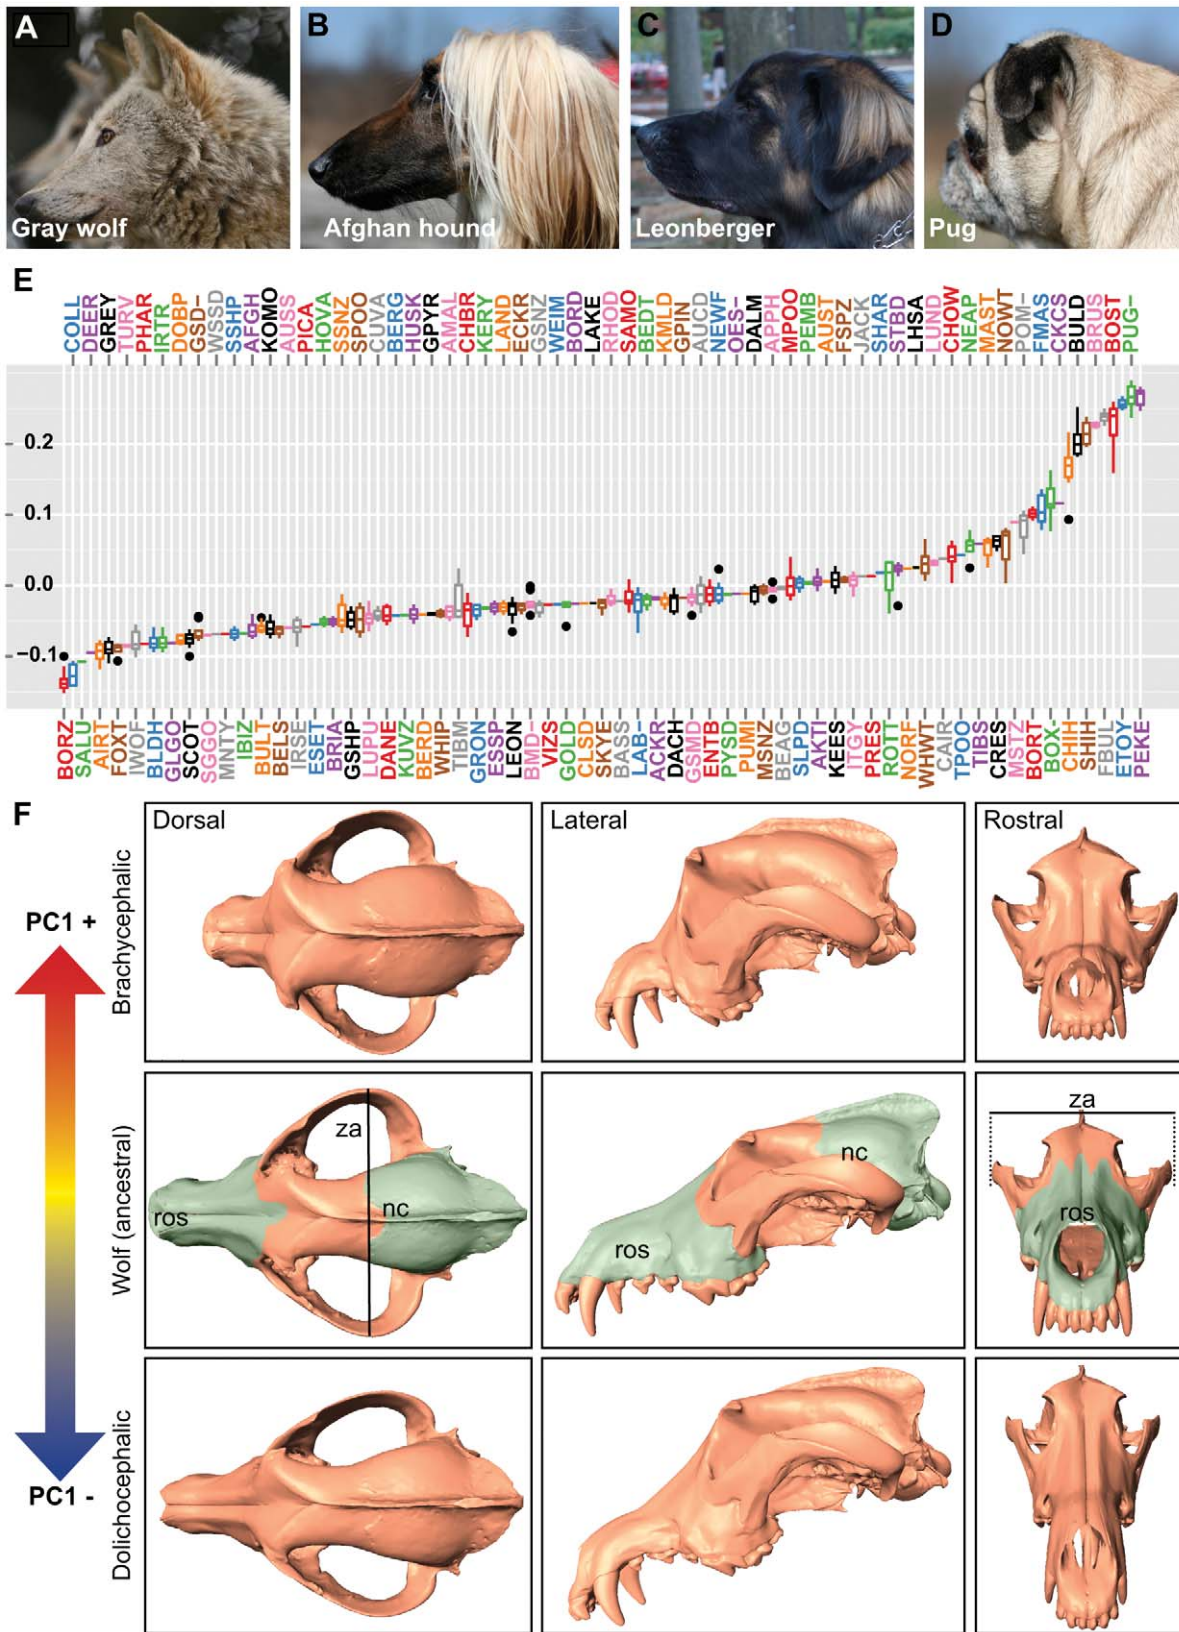 A
B
C
D
Gray wolf
Afghan hound
Leonberger
Pug
E
COLL DEER GREY TURV PHAR IRTR DOBP GSD– WSSD SSHP AFGH KOMO AUSS PICA HOVA SSNZ SPOO CUVA BERG HUSK GPYR AMAL CHBR KERY LAND ECKR GSNZ WEIM BORD LAKE RHOD SAMO BEDT KMLD GPIN AUCD NEWF OES– DALM APPH MPOO PEMB AUST FSPZ JACK SHAR STBD LHSA LUND CHOW NEAP MAST NOWT POM– FMAS CKCS BULD BRUS BOST PUG–
0.2
0.1
0.0
−0.1
BORZ SALU AIRT FOXT IWOF BLDH GLGO SCOT SGGO MNTY IBIZ BULT BELS IRSE ESET BRIA GSHP LUPU DANE KUVZ BERD WHIP TIBM GRON ESSP LEON BMD– VIZS GOLD CLSD SKYE BASS LAB– ACKR DACH GSMD ENTB PYSD PUMI MSNZ BEAG SLPD AKTI KEES ITGY PRES ROTT NORF WHWT CAIR TPOO TIBS CRES MSTZ BORT BOX– CHIH SHIH FBUL– ETOY PEKE
F
Dorsal
Lateral
Rostral
PC1 +
Brachycephalic
Wolf (ancestral)
za
nc
ros
nc
ros
za
ros
PC1 -
Dolichocephalic